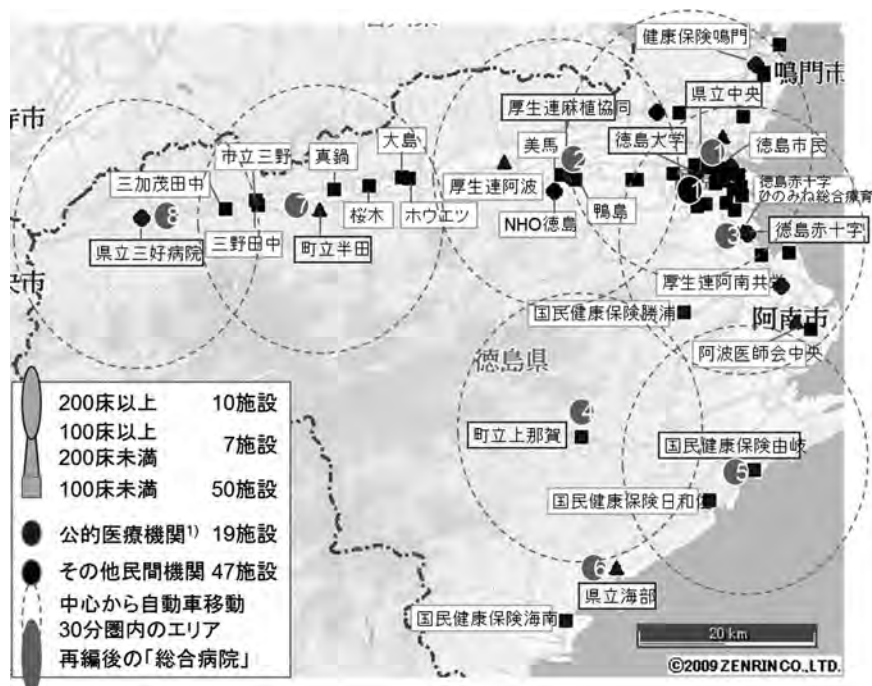 健康保険鳴門
鳴門市
厚生連麻植協同
県立中央
大島
美馬
徳島大学
徳島市民
市立三野
真鍋
三加茂田中
厚生連阿波
徳島赤十字
ひのみね総合療育
桜木
ホウエツ
NHO徳島
鴨島
県立三好病院
三野田中
町立半田
徳島赤十字
厚生連阿南共
国民健康保険勝浦
阿南市
徳島県
阿波医師会中央
町立上那賀
国民健康保険由岐
国民健康保険日和佐
県立海部
国民健康保険海南
1
2
1
3
7
8
4
5
6
200床以上 10施設
100床以上
200床未満 7施設
100床未満 50施設
公的医療機関1) 19施設
その他民間機関 47施設
中心から自動車移動
30分圏内のエリア
再編後の「総合病院」
20 km
©2009 ZENRIN CO., LTD.